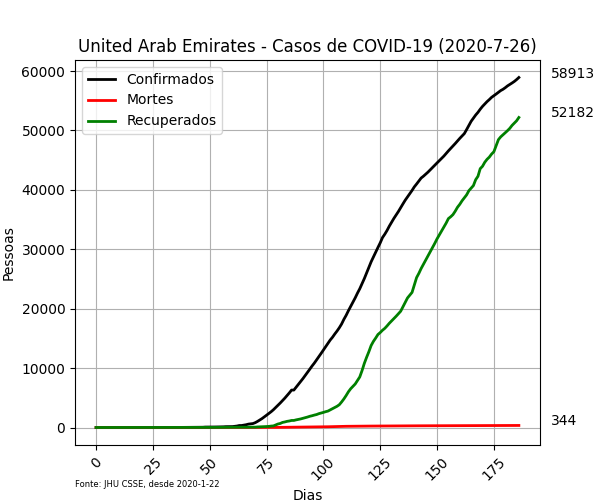 United Arab Emirates - Casos de COVID-19 (2020-7-26)
Confirmados
Mortes
Recuperados
60000
50000
40000
30000
20000
10000
0
Pessoas
58913
52182
344
0
25
50
75
100
125
150
175
Dias
Fonte: JHU CSSE, desde 2020-1-22